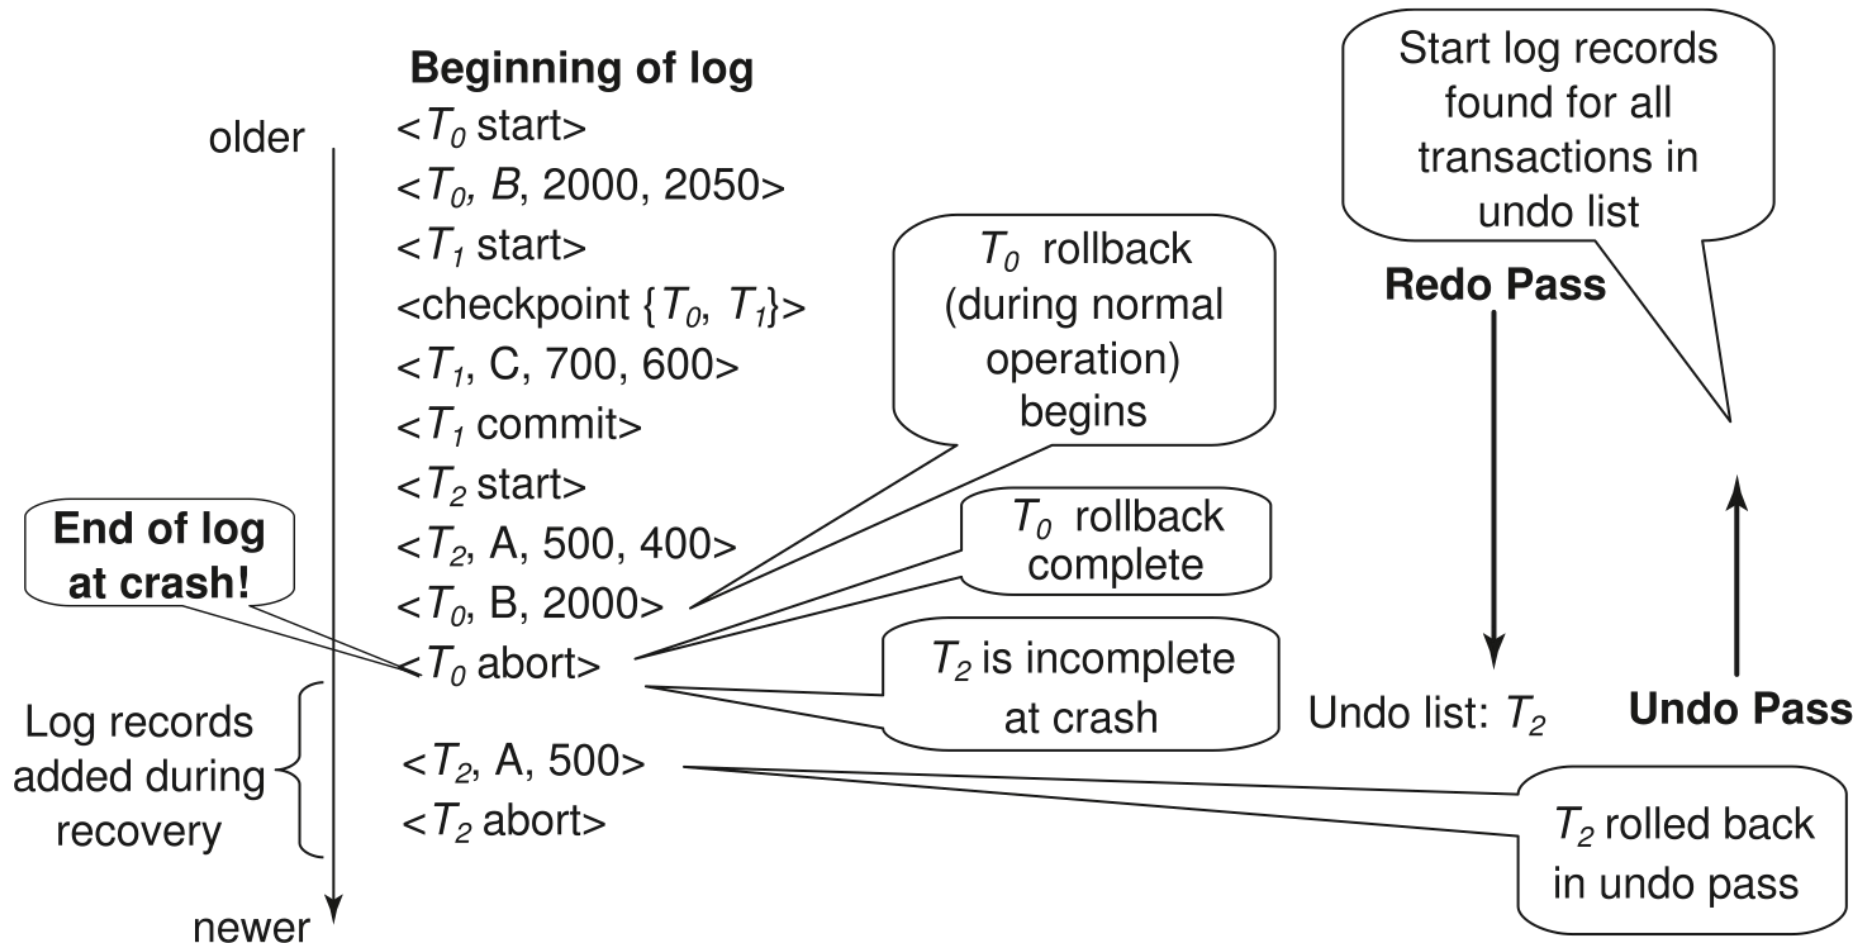 Beginning of log
older
<T0 start>
<T0, B, 2000, 2050>
<T1 start>
<checkpoint {T0, T1}>
<T1, C, 700, 600>
<T1 commit>
<T2 start>
<T2, A, 500, 400>
<T0, B, 2000>
<T0 abort>
<T2, A, 500>
<T2 abort>
newer
End of log
at crash!
Log records
added during
recovery
T0 rollback
(during normal
operation)
begins
T0 rollback
complete
T2 is incomplete
at crash
Start log records
found for all
transactions in
undo list
Redo Pass
Undo list: T2
Undo Pass
T2 rolled back
in undo pass